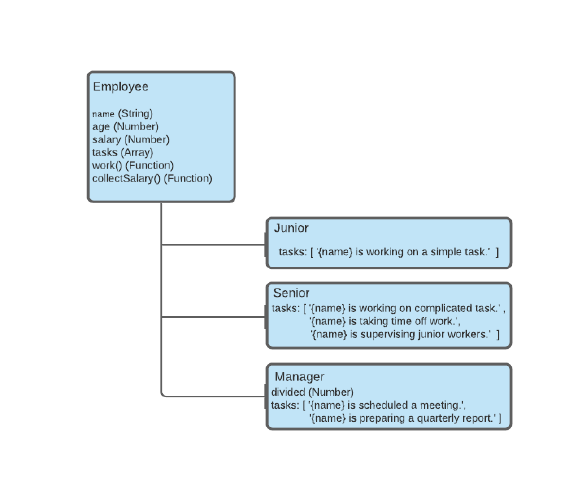 Employee
name (String)
age (Number)
salary (Number)
tasks (Array)
work() (Function)
collectSalary() (Function)
Junior
tasks: [ '{name} is working on a simple task.' ]
Senior
tasks: [ '{name} is working on complicated task.' ,
'{name} is taking time off work.',
'{name} is supervising junior workers.' ]
Manager
divided (Number)
tasks: [ '{name} is scheduled a meeting.',
'{name} is preparing a quarterly report.' ]